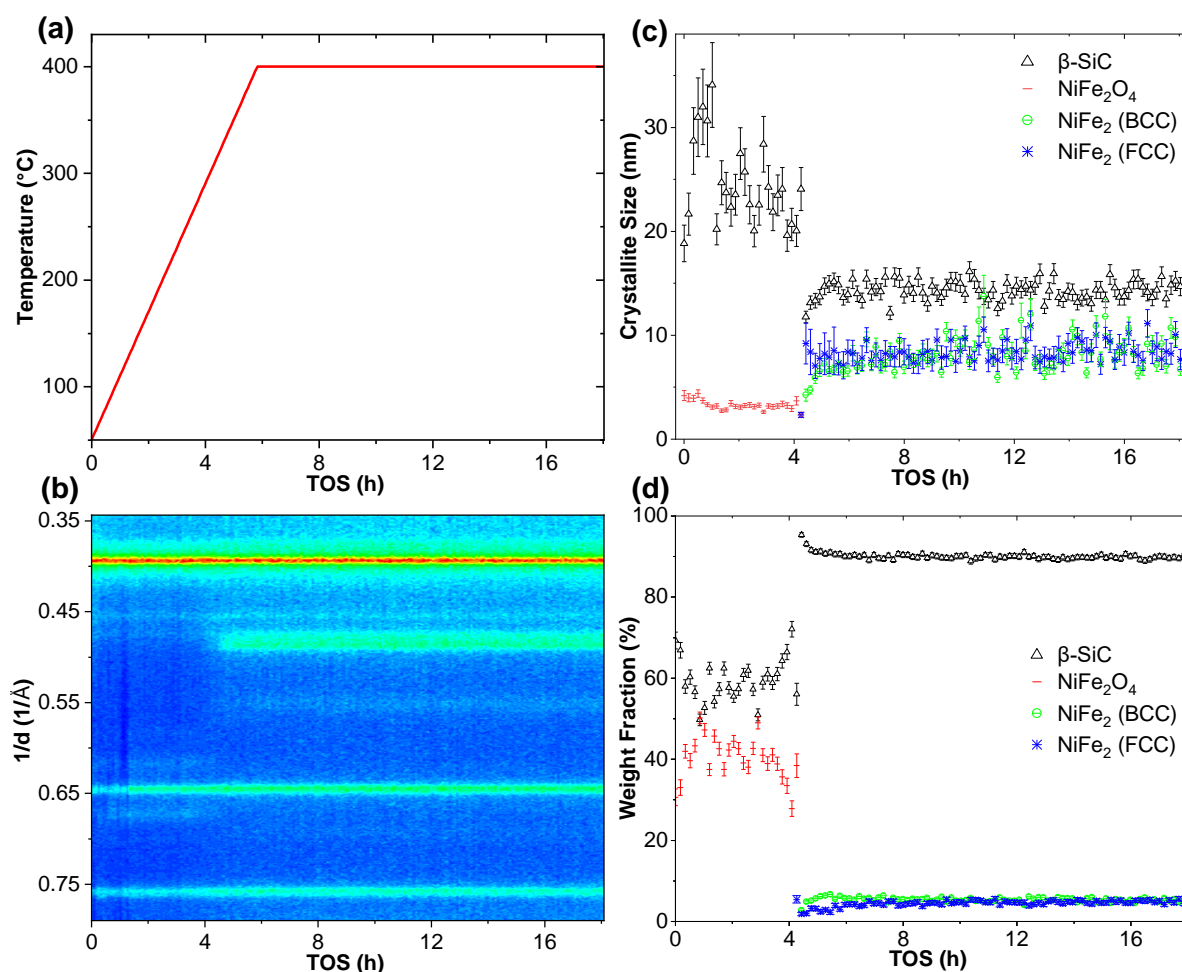 (a)
400
300
200
100
0
4
8
12
16
Temperature (°C)
TOS (h)
(b)
0.35
0.45
0.55
0.65
0.75
0
4
8
12
16
1/d (1/Å)
TOS (h)
(c)
30
20
10
0
0
4
8
12
16
Crystallite Size (nm)
TOS (h)
β-SiC
NiFe₂O₄
NiFe₂ (BCC)
NiFe₂ (FCC)
(d)
100
80
60
40
20
0
0
4
8
12
16
Weight Fraction (%)
TOS (h)
β-SiC
NiFe₂O₄
NiFe₂ (BCC)
NiFe₂ (FCC)